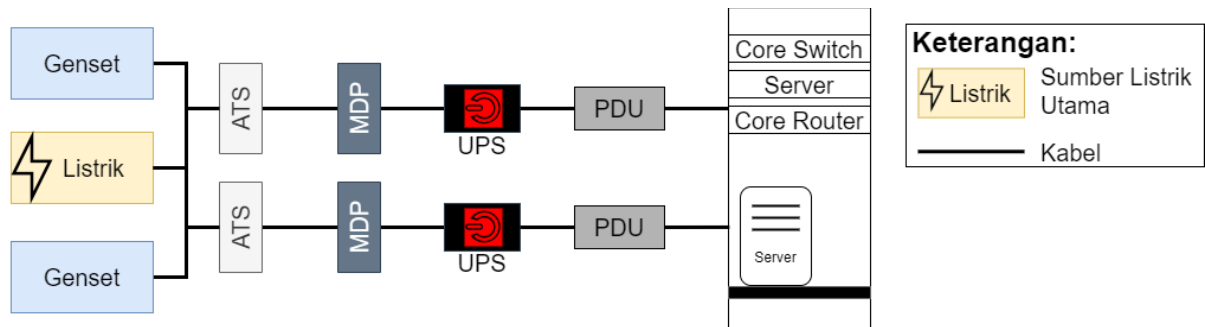 Genset
Listrik
Genset
ATS
MDP
UPS
PDU
ATS
MDP
UPS
PDU
Core Switch
Server
Core Router
Server
Keterangan:
Listrik
Sumber Listrik
Utama
Kabel